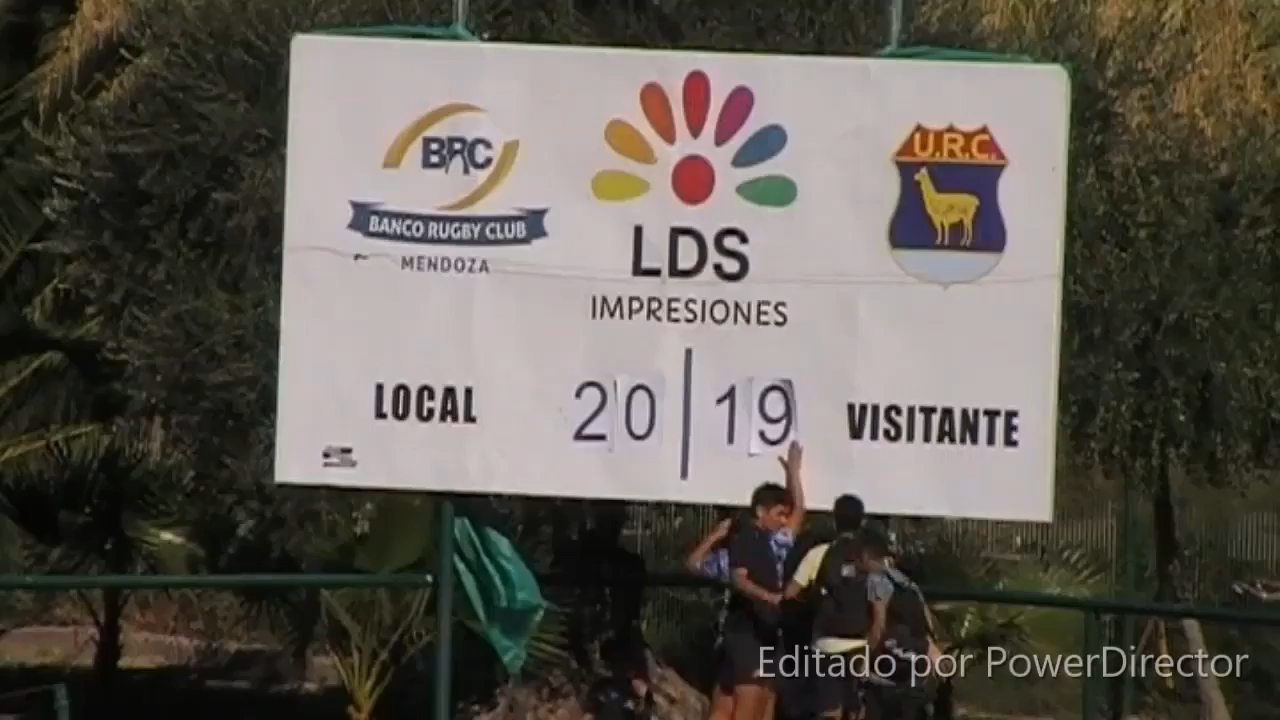 BRC
BANCO RUGBY CLUB
MENDOZA
LDS
IMPRESIONES
U.R.C.
LOCAL 20 | 19 VISITANTE
Editado por PowerDirector